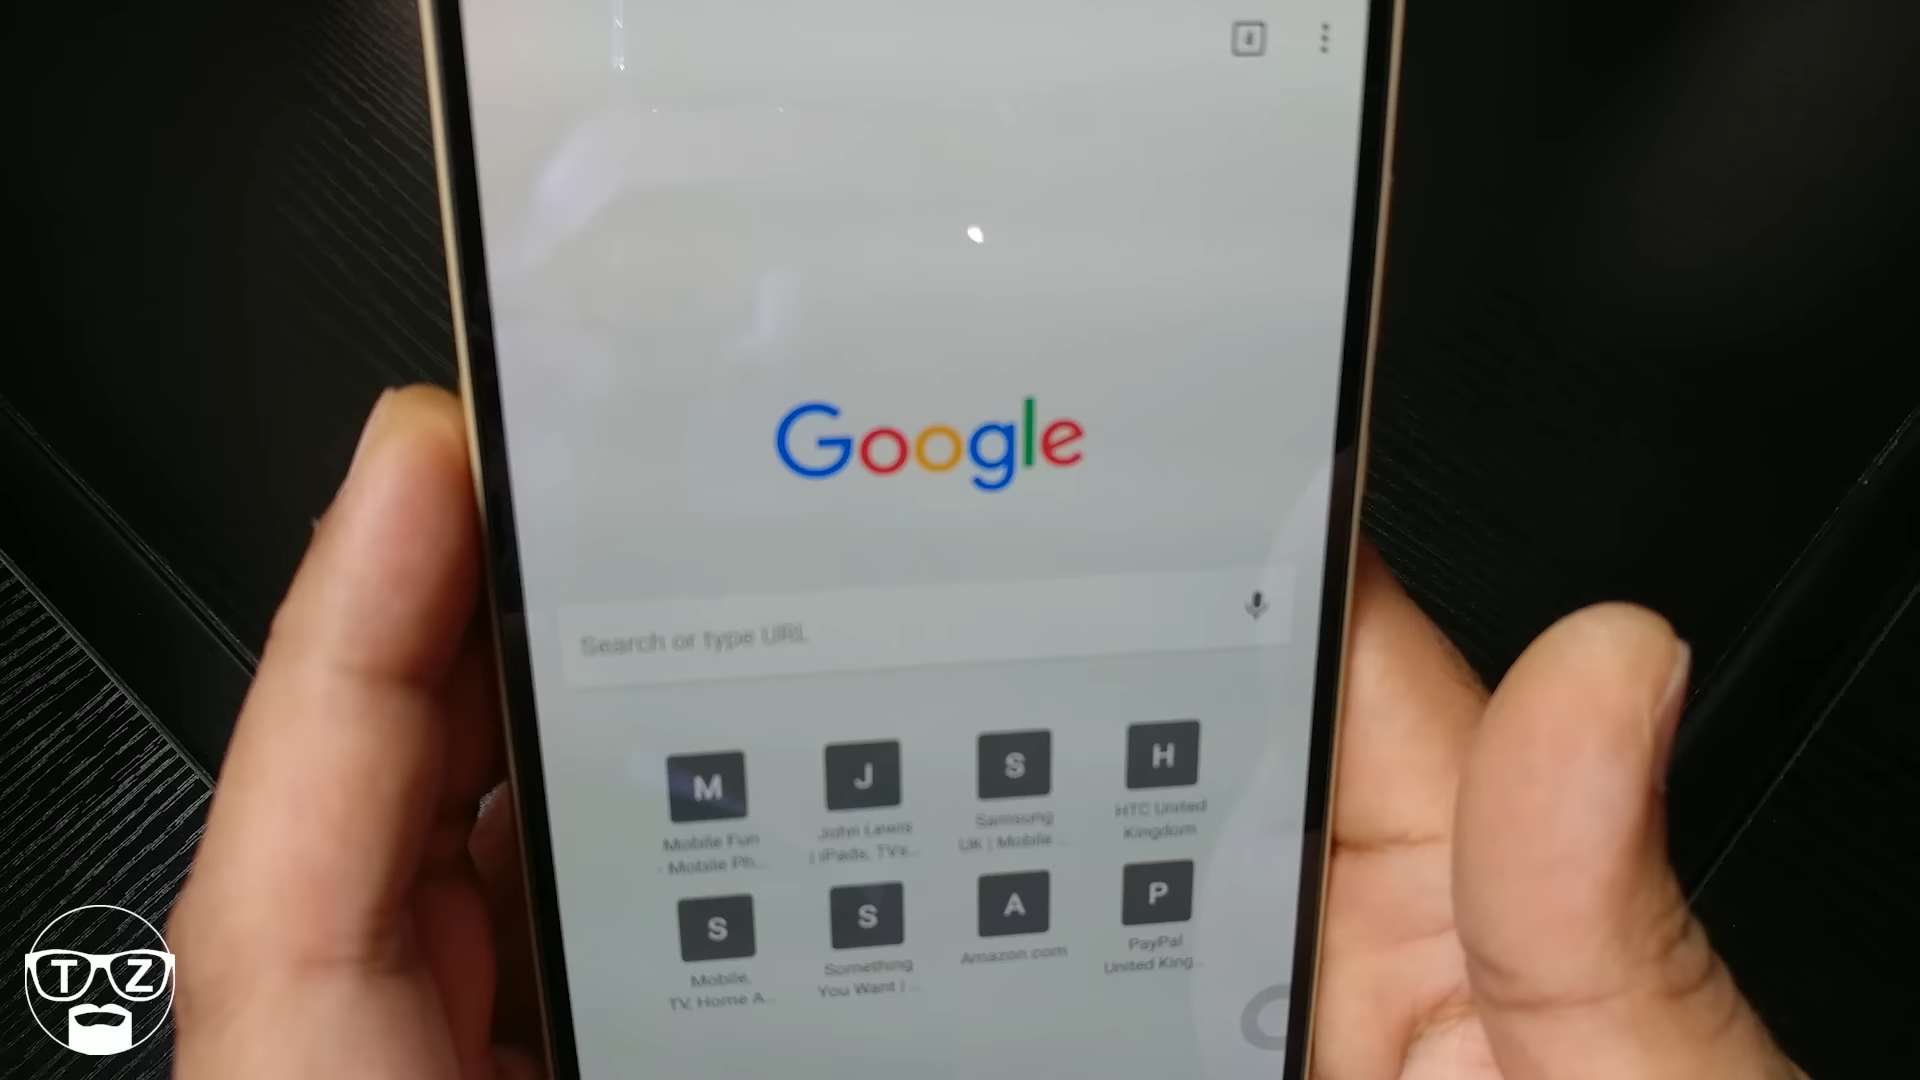 Google
Search or type URL
M
J
S
H
Mobile Fun
- Mobile Ph...
John Lewis
| iPads, TVs...
Samsung
UK | Mobile ...
HTC United
Kingdom
S
S
A
P
Mobile,
TV, Home A...
Something
You Want | ...
Amazon.com
PayPal
United King...
T Z